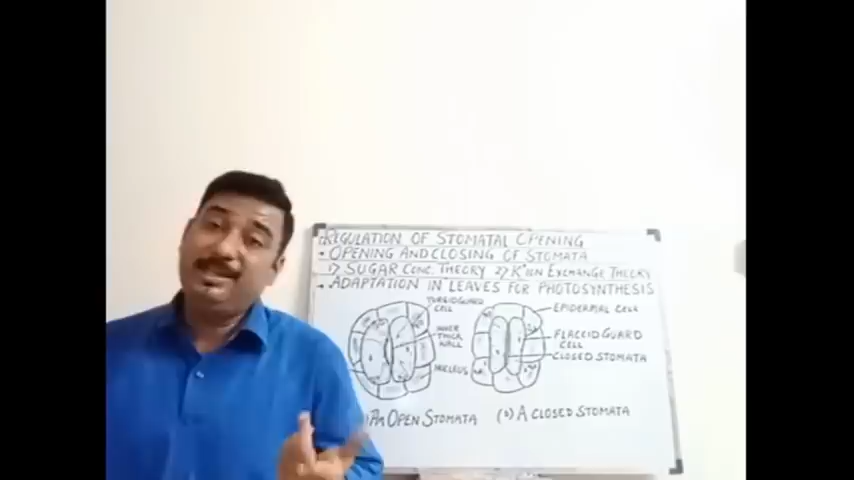 REGULATION OF STOMATAL OPENING
• OPENING AND CLOSING OF STOMATA
1) SUGAR CONC. THEORY 2) K⁺ ION EXCHANGE THEORY
• ADAPTATION IN LEAVES FOR PHOTOSYNTHESIS
TURGID GUARD CELL
INNER THICK WALL
NUCLEUS
EPIDERMAL CELL
FLACCID GUARD CELL
CLOSED STOMATA
AN OPEN STOMATA
(b) A CLOSED STOMATA